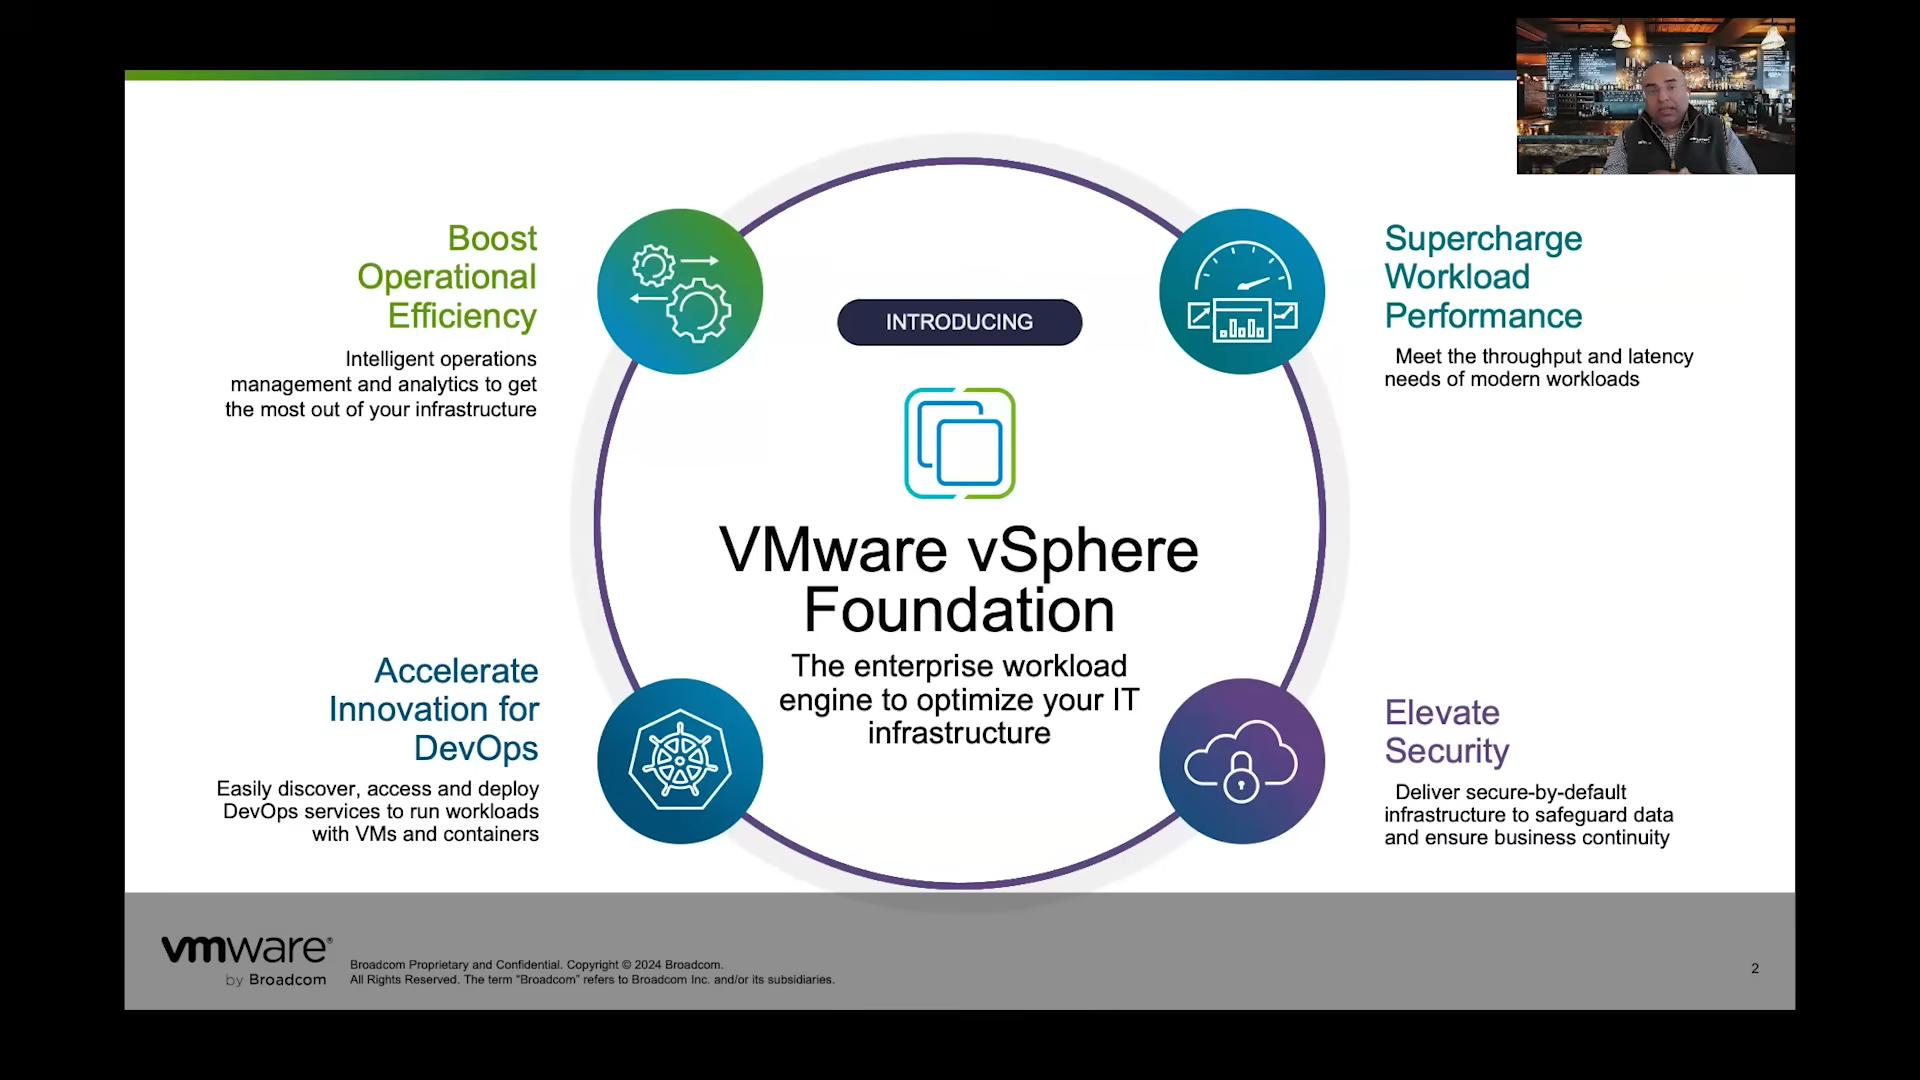 Boost
Operational
Efficiency
Intelligent operations
management and analytics to get
the most out of your infrastructure
Supercharge
Workload
Performance
Meet the throughput and latency
needs of modern workloads
INTRODUCING
VMware vSphere
Foundation
The enterprise workload
engine to optimize your IT
infrastructure
Accelerate
Innovation for
DevOps
Easily discover, access and deploy
DevOps services to run workloads
with VMs and containers
Elevate
Security
Deliver secure-by-default
infrastructure to safeguard data
and ensure business continuity
vmware®
by Broadcom
Broadcom Proprietary and Confidential. Copyright © 2024 Broadcom.
All Rights Reserved. The term "Broadcom" refers to Broadcom Inc. and/or its subsidiaries.
2